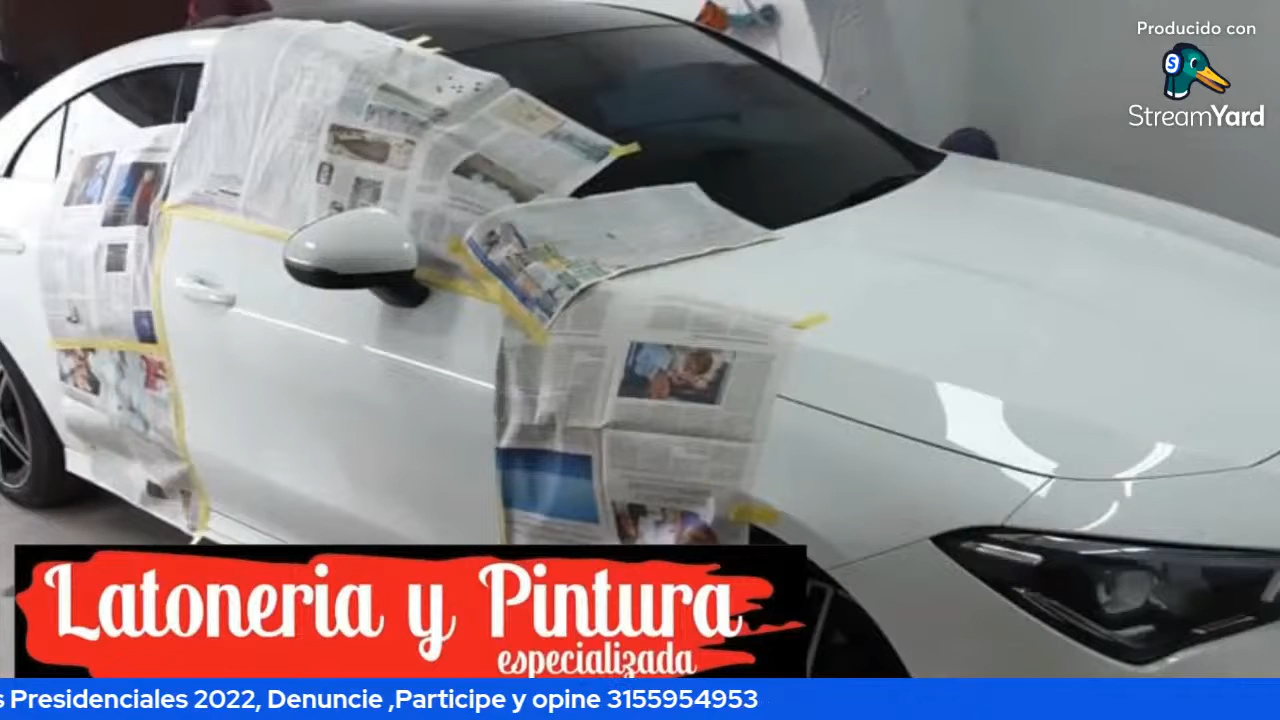 Producido con
StreamYard
Latoneria y Pintura
especializada
s Presidenciales 2022, Denuncie ,Participe y opine 3155954953